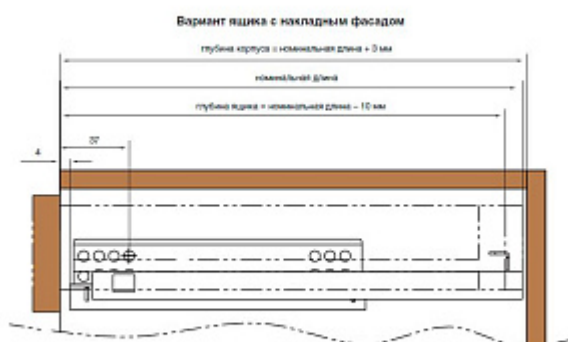 Вариант ящика с накладным фасадом
глубина корпуса = номинальная длина + 3 мм
номинальная длина
глубина ящика = номинальная длина – 10 мм
37
4